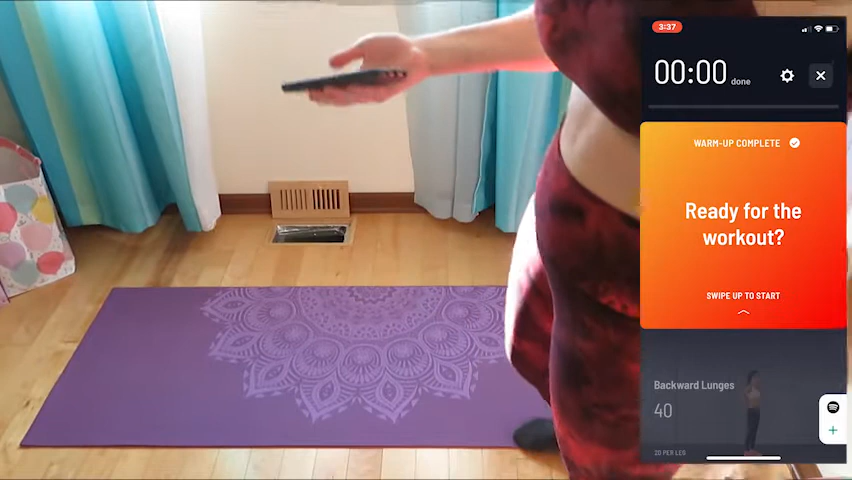 3:37
00:00 done
WARM-UP COMPLETE
Ready for the
workout?
SWIPE UP TO START
Backward Lunges
40
20 PER LEG